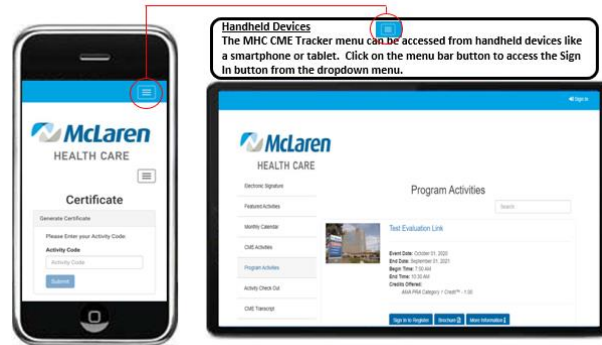 Handheld Devices
The MHC CME Tracker menu can be accessed from handheld devices like
a smartphone or tablet. Click on the menu bar button to access the Sign
In button from the dropdown menu.
McLaren
HEALTH CARE
Certificate
Generate Certificate
Please Enter your Activity Code:
Activity Code
Activity Code
Submit
Sign In
McLaren
HEALTH CARE
Electronic Signature
Featured Activities
Monthly Calendar
CME Activities
Program Activities
Activity Check Out
CME Transcript
Program Activities
Search:
Test Evaluation Link
Event Date: October 01, 2020
End Date: September 01, 2021
Begin Time: 7:00 AM
End Time: 10:30 AM
Credits Offered:
AMA PRA Category 1 Credit™ - 1.00
Sign In to Register
Brochure
More Information